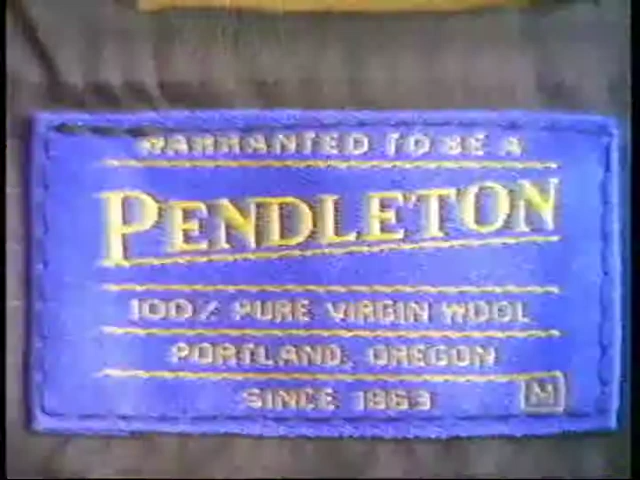 WARRANTED TO BE A
PENDLETON
100% PURE VIRGIN WOOL
PORTLAND, OREGON
SINCE 1863
M